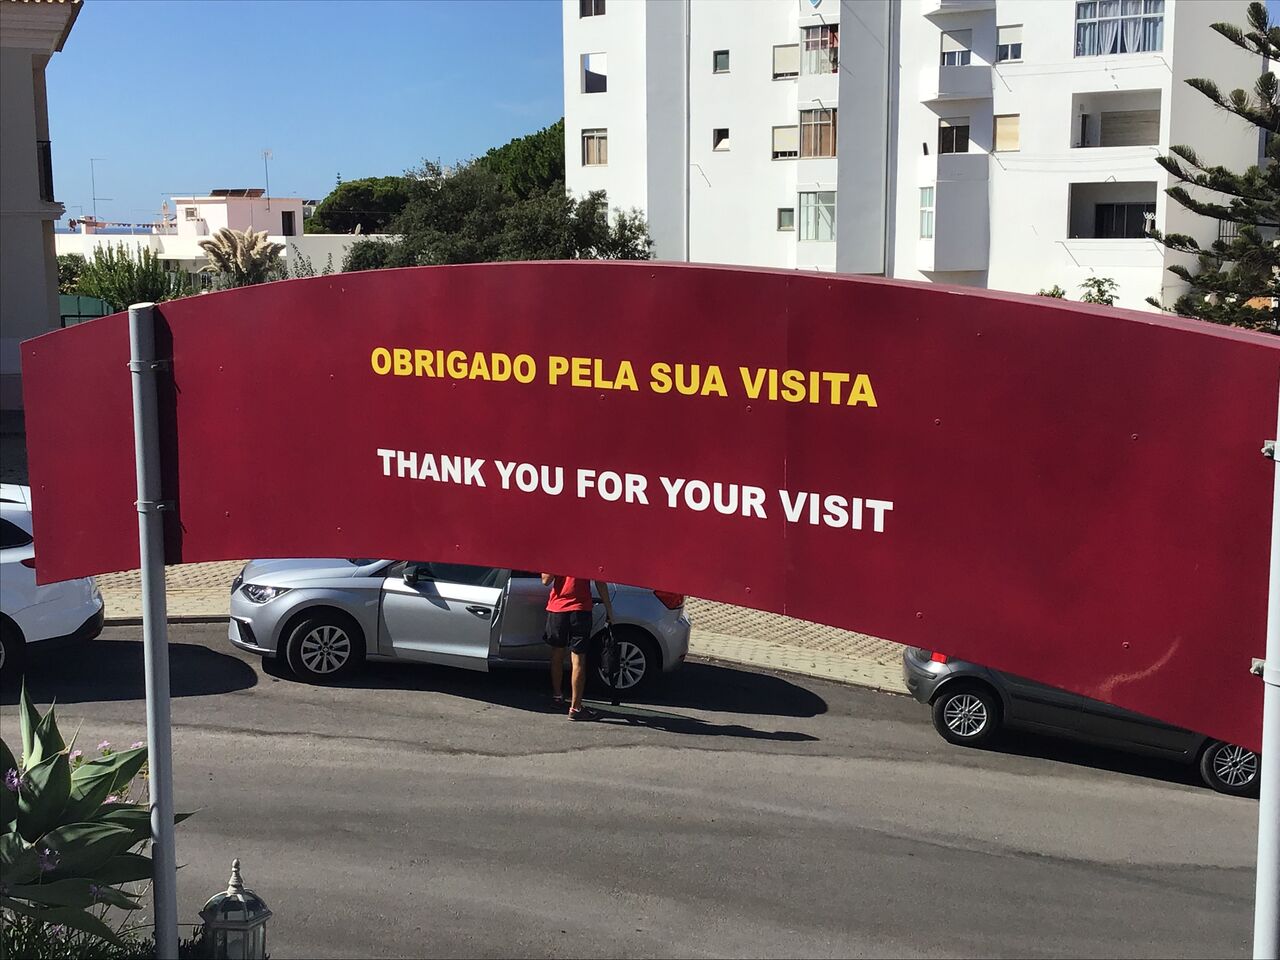 OBRIGADO PELA SUA VISITA
THANK YOU FOR YOUR VISIT